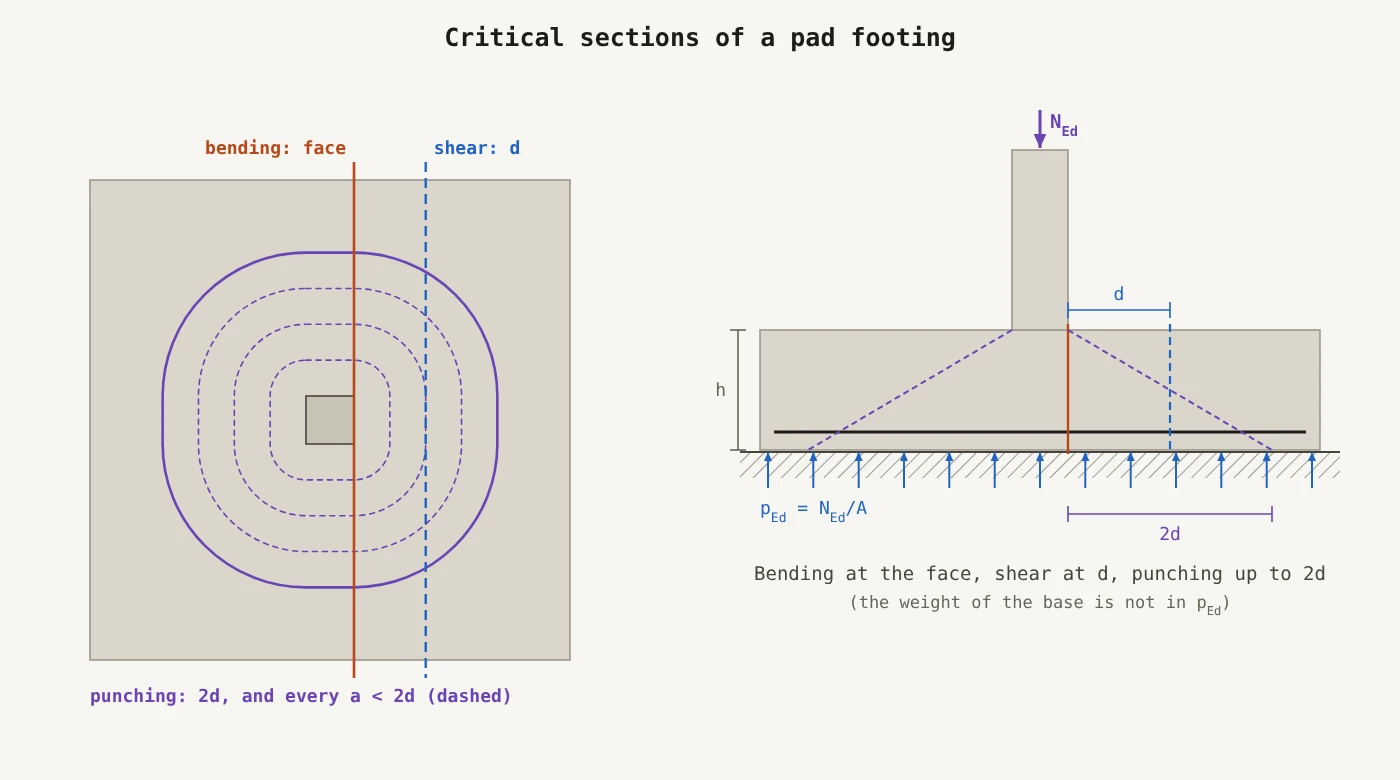 Critical sections of a pad footing
bending: face
shear: d
punching: 2d, and every a < 2d (dashed)
N_Ed
d
h
p_Ed = N_Ed/A
2d
Bending at the face, shear at d, punching up to 2d
(the weight of the base is not in p_Ed)